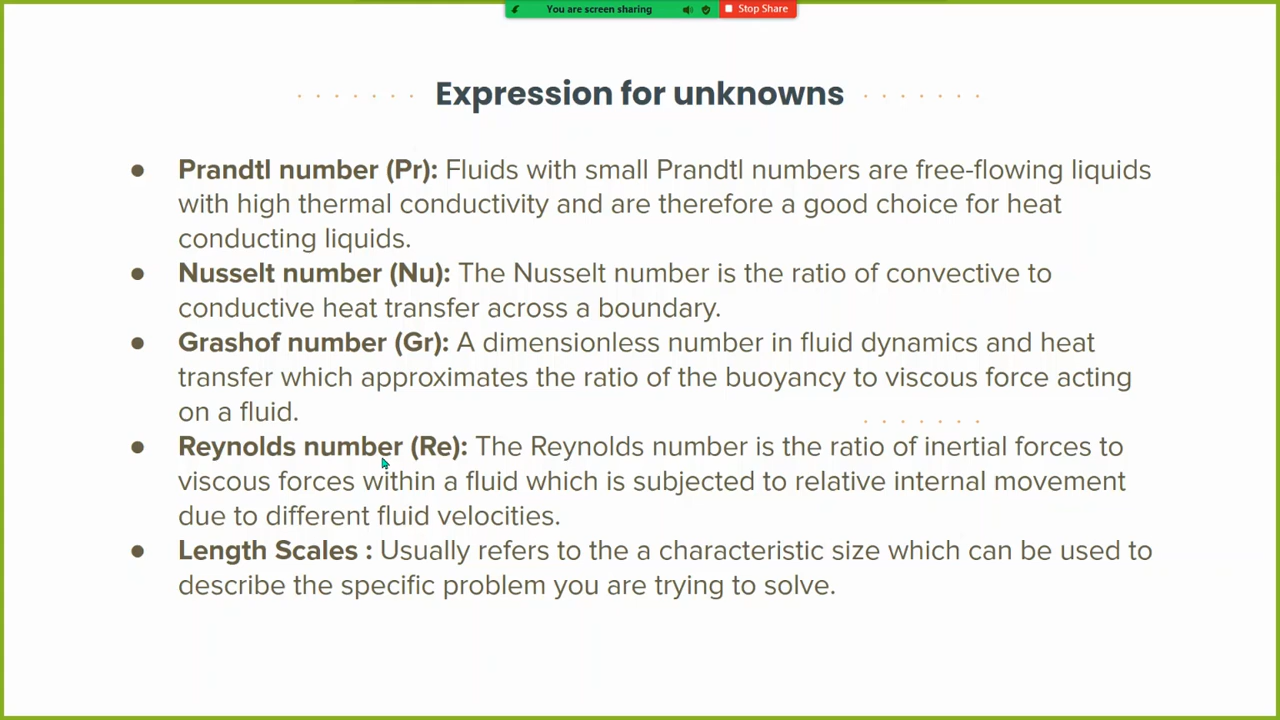 You are screen sharing
Stop Share
Expression for unknowns
● Prandtl number (Pr): Fluids with small Prandtl numbers are free-flowing liquids
with high thermal conductivity and are therefore a good choice for heat
conducting liquids.
● Nusselt number (Nu): The Nusselt number is the ratio of convective to
conductive heat transfer across a boundary.
● Grashof number (Gr): A dimensionless number in fluid dynamics and heat
transfer which approximates the ratio of the buoyancy to viscous force acting
on a fluid.
● Reynolds number (Re): The Reynolds number is the ratio of inertial forces to
viscous forces within a fluid which is subjected to relative internal movement
due to different fluid velocities.
● Length Scales : Usually refers to the a characteristic size which can be used to
describe the specific problem you are trying to solve.